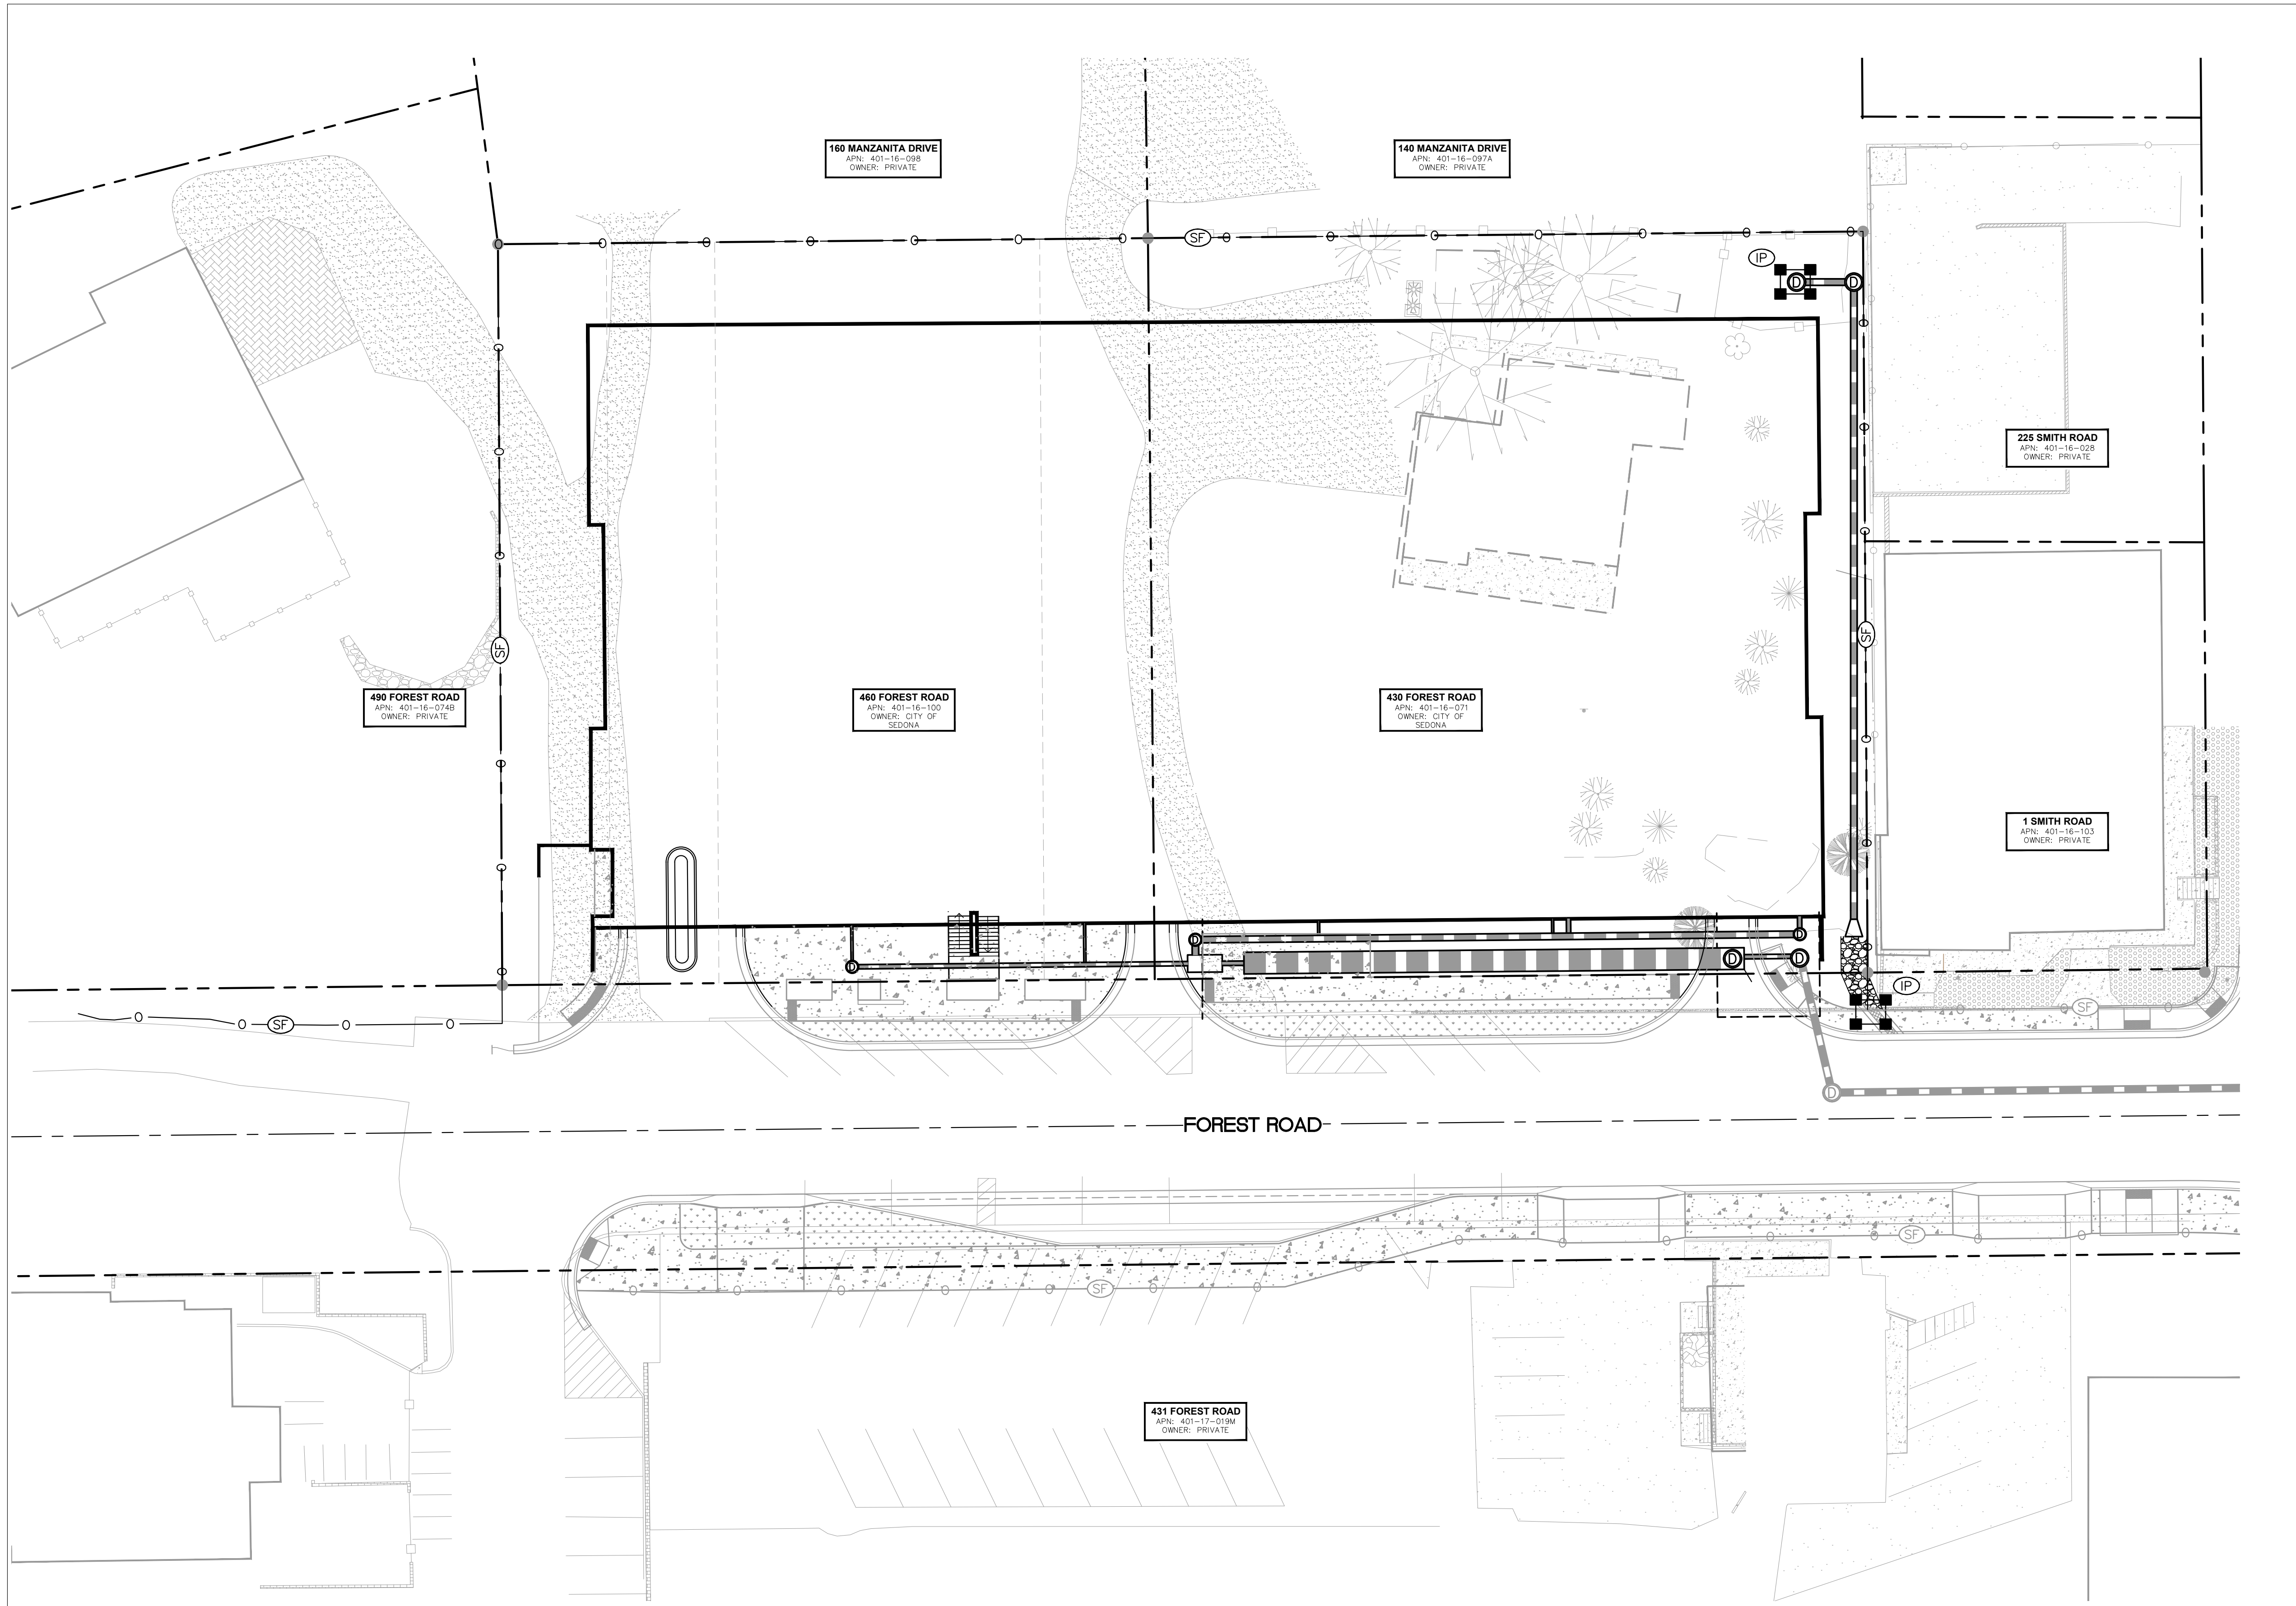 160 MANZANITA DRIVE
APN: 401-16-098
OWNER: PRIVATE
140 MANZANITA DRIVE
APN: 401-16-097A
OWNER: PRIVATE
SF
IP
D
D
225 SMITH ROAD
APN: 401-16-028
OWNER: PRIVATE
SF
SF
490 FOREST ROAD
APN: 401-16-074B
OWNER: PRIVATE
460 FOREST ROAD
APN: 401-16-100
OWNER: CITY OF
SEDONA
430 FOREST ROAD
APN: 401-16-071
OWNER: CITY OF
SEDONA
1 SMITH ROAD
APN: 401-16-103
OWNER: PRIVATE
D
D
D
D
D
IP
SF
SF
D
FOREST ROAD
SF
SF
431 FOREST ROAD
APN: 401-17-019M
OWNER: PRIVATE